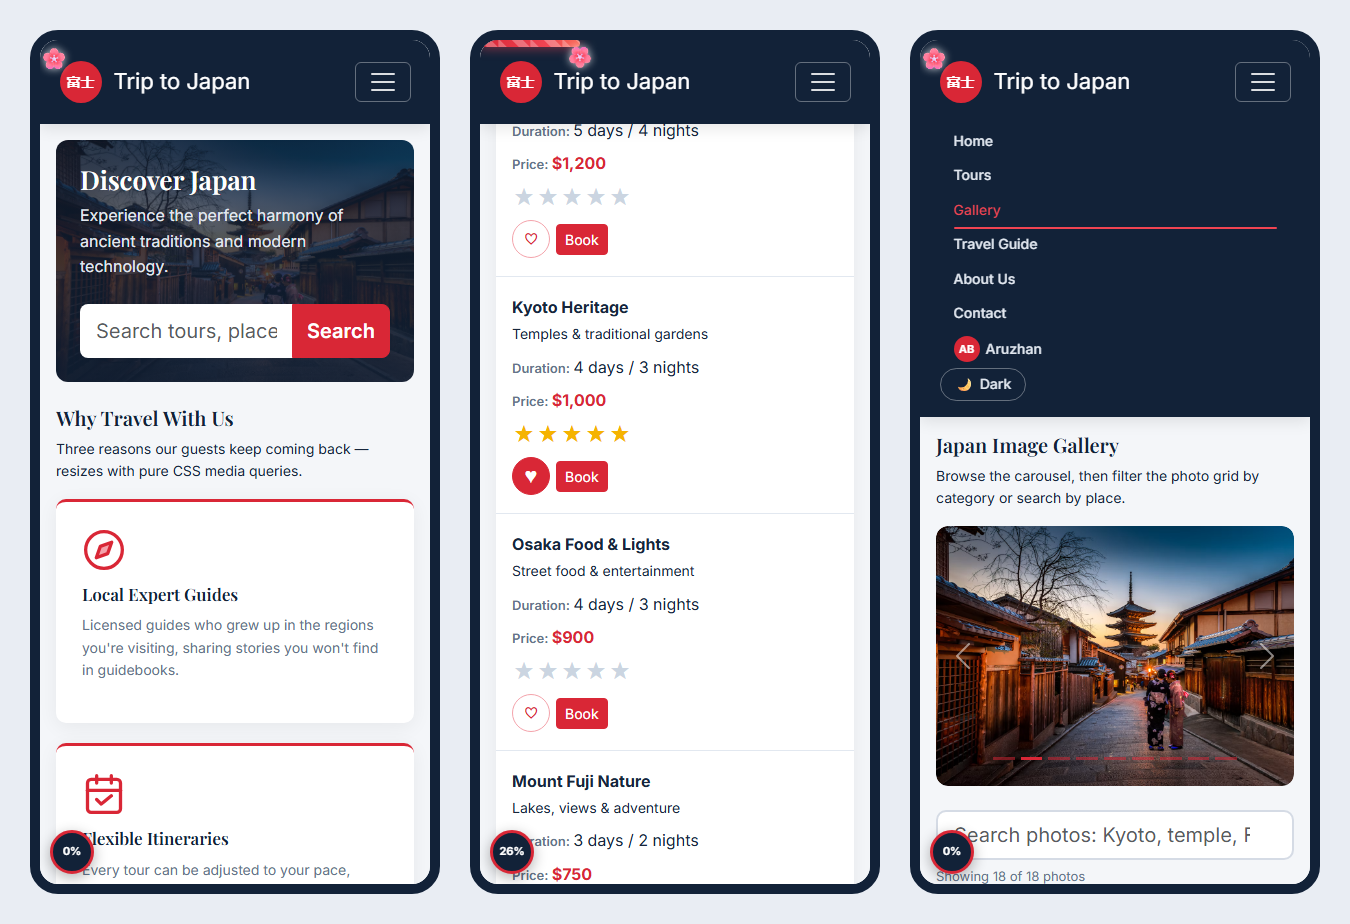 富士 Trip to Japan
Discover Japan
Experience the perfect harmony of
ancient traditions and modern
technology.
Search tours, place
Search
Why Travel With Us
Three reasons our guests keep coming back —
resizes with pure CSS media queries.
Local Expert Guides
Licensed guides who grew up in the regions
you're visiting, sharing stories you won't find
in guidebooks.
Flexible Itineraries
0%
Every tour can be adjusted to your pace,
富士 Trip to Japan
Duration: 5 days / 4 nights
Price: $1,200
★★★★★
♡ Book
Kyoto Heritage
Temples & traditional gardens
Duration: 4 days / 3 nights
Price: $1,000
★★★★★
♥ Book
Osaka Food & Lights
Street food & entertainment
Duration: 4 days / 3 nights
Price: $900
★★★★★
♡ Book
Mount Fuji Nature
Lakes, views & adventure
ration: 3 days / 2 nights
26%
Price: $750
富士 Trip to Japan
Home
Tours
Gallery
Travel Guide
About Us
Contact
AB Aruzhan
🌙 Dark
Japan Image Gallery
Browse the carousel, then filter the photo grid by
category or search by place.
Search photos: Kyoto, temple, F
0%
Showing 18 of 18 photos